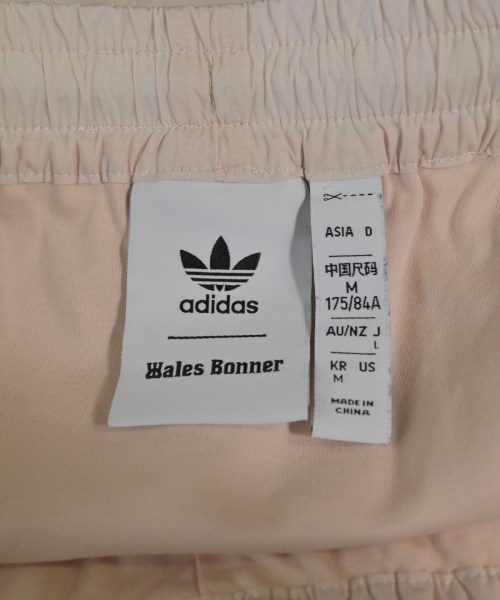 adidas
Wales Bonner
ASIA D
中国尺码
M
175/84A
AU/NZ J
L
KR US
M
MADE IN
CHINA